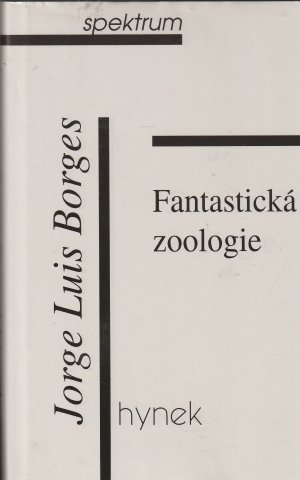 spektrum
Jorge Luis Borges
Fantastická
zoologie
hynek